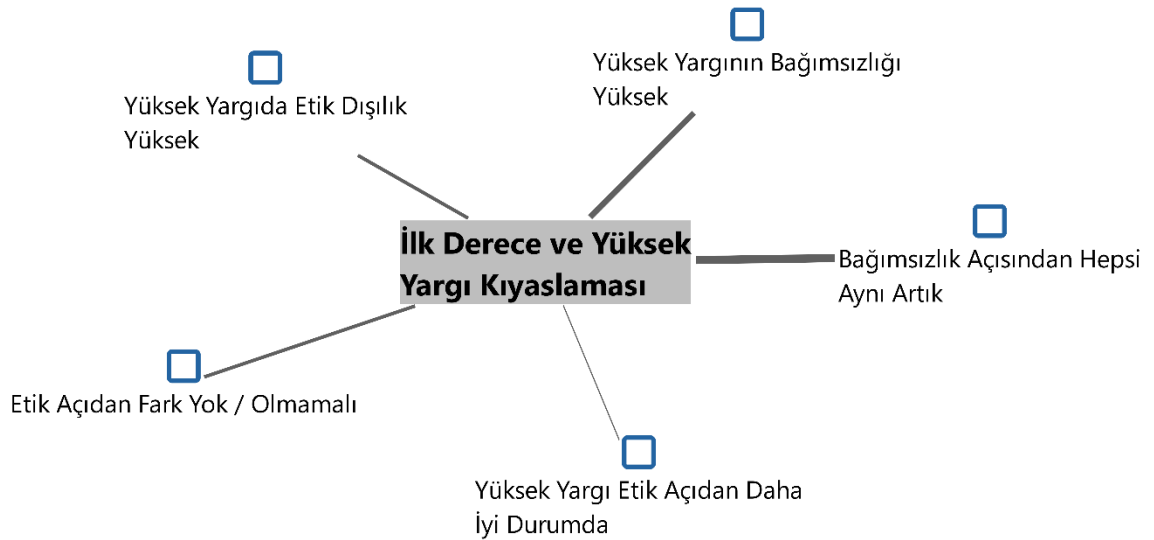 Yüksek Yargının Bağımsızlığı
Yüksek
Yüksek Yargıda Etik Dışılık
Yüksek
İlk Derece ve Yüksek
Yargı Kıyaslaması
Bağımsızlık Açısından Hepsi
Aynı Artık
Etik Açıdan Fark Yok / Olmamalı
Yüksek Yargı Etik Açıdan Daha
İyi Durumda